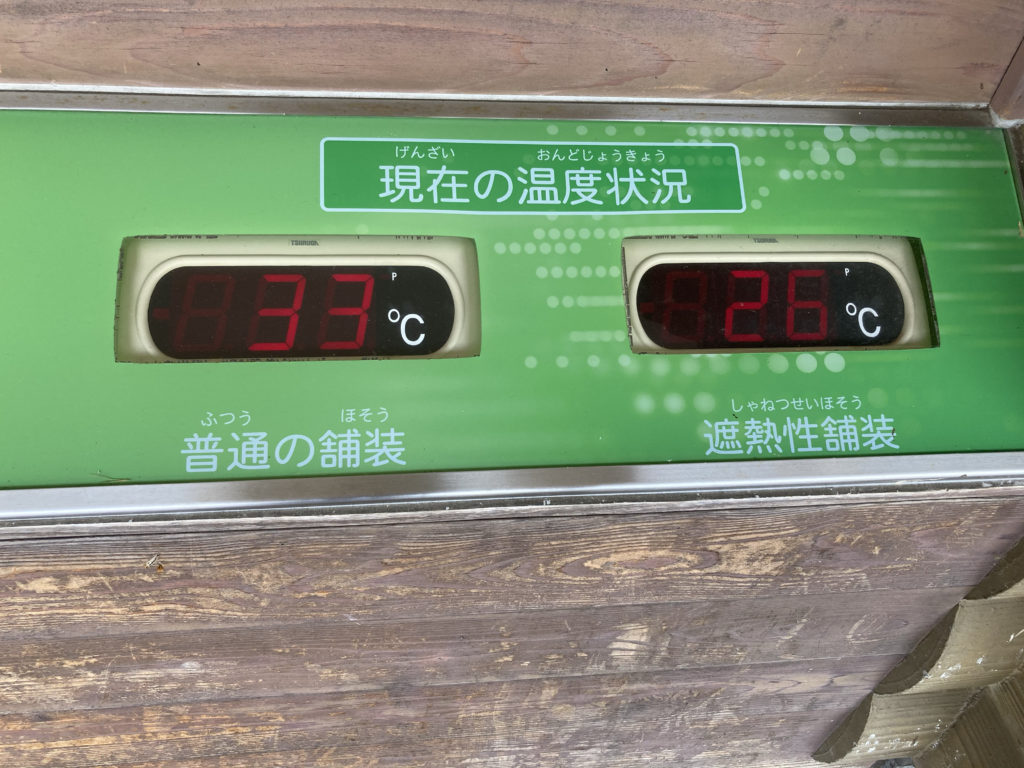 げんざい おんどじょうきょう
現在の温度状況
TSURUGA TSURUGA
33 P °C 26 P °C
ふつう ほそう しゃねつせいほそう
普通の舗装 遮熱性舗装